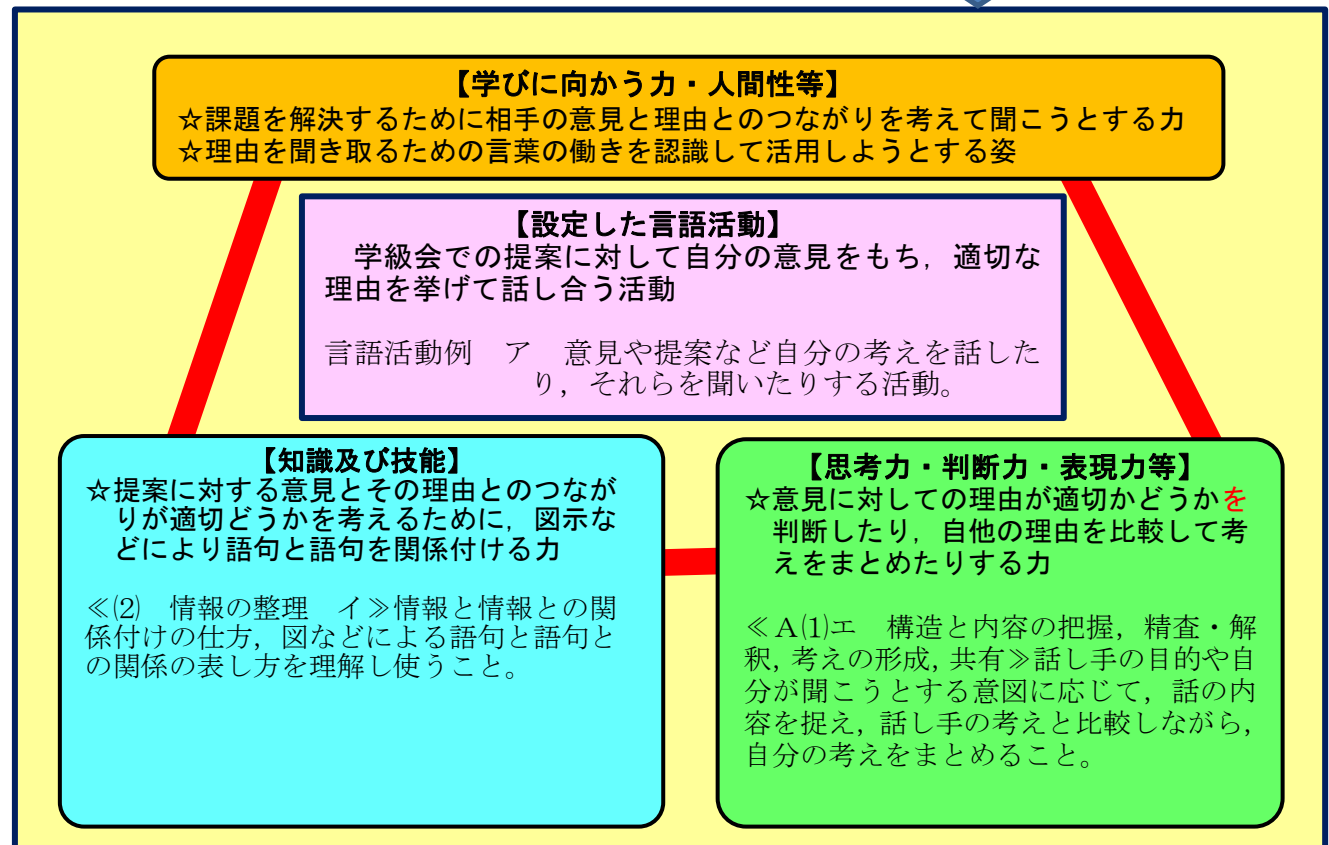 【学びに向かう力・人間性等】
☆課題を解決するために相手の意見と理由とのつながりを考えて聞こうとする力
☆理由を聞き取るための言葉の働きを認識して活用しようとする姿
【設定した言語活動】
学級会での提案に対して自分の意見をもち，適切な
理由を挙げて話し合う活動
言語活動例　ア　意見や提案など自分の考えを話した
り，それらを聞いたりする活動。
【知識及び技能】
☆提案に対する意見とその理由とのつなが
りが適切どうかを考えるために，図示な
どにより語句と語句を関係付ける力
≪⑵　情報の整理　イ≫情報と情報との関
係付けの仕方，図などによる語句と語句と
の関係の表し方を理解し使うこと。
【思考力・判断力・表現力等】
☆意見に対しての理由が適切かどうかを
判断したり，自他の理由を比較して考
えをまとめたりする力
≪Ａ⑴エ　構造と内容の把握，精査・解
釈，考えの形成，共有≫話し手の目的や自
分が聞こうとする意図に応じて，話の内
容を捉え，話し手の考えと比較しながら，
自分の考えをまとめること。